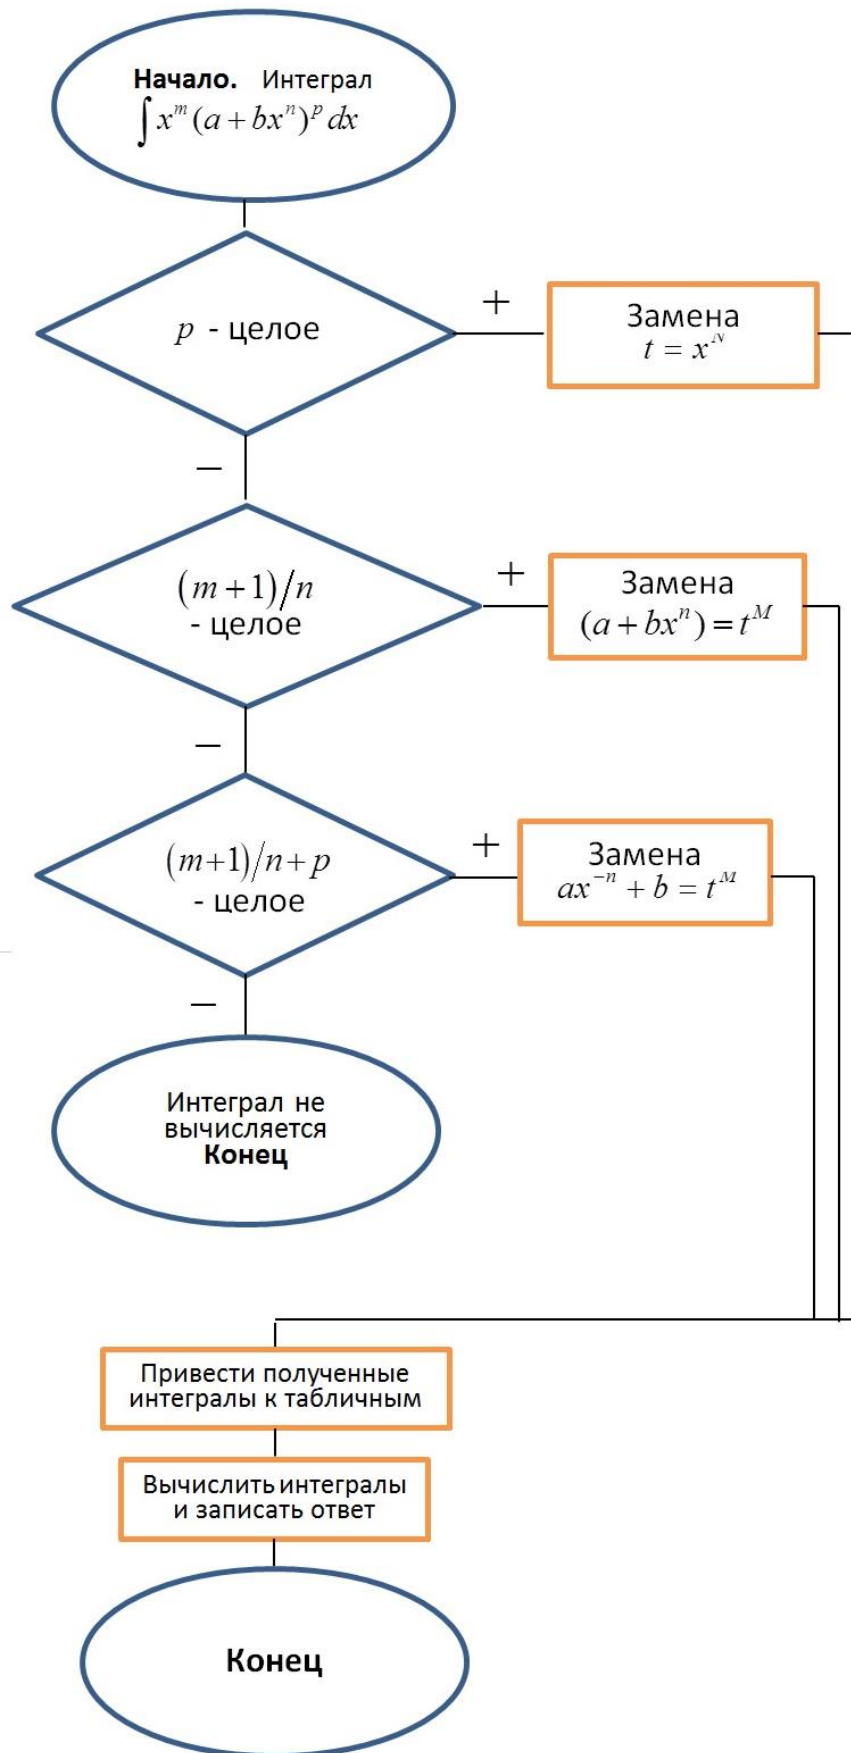 Начало. Интеграл
∫ x^m (a + bx^n)^p dx
p - целое
+
Замена
t = x^N
–
(m + 1)/n
- целое
+
Замена
(a + bx^n) = t^M
–
(m+1)/n + p
- целое
+
Замена
ax^{-n} + b = t^M
–
Интеграл не
вычисляется
Конец
Привести полученные
интегралы к табличным
Вычислить интегралы
и записать ответ
Конец